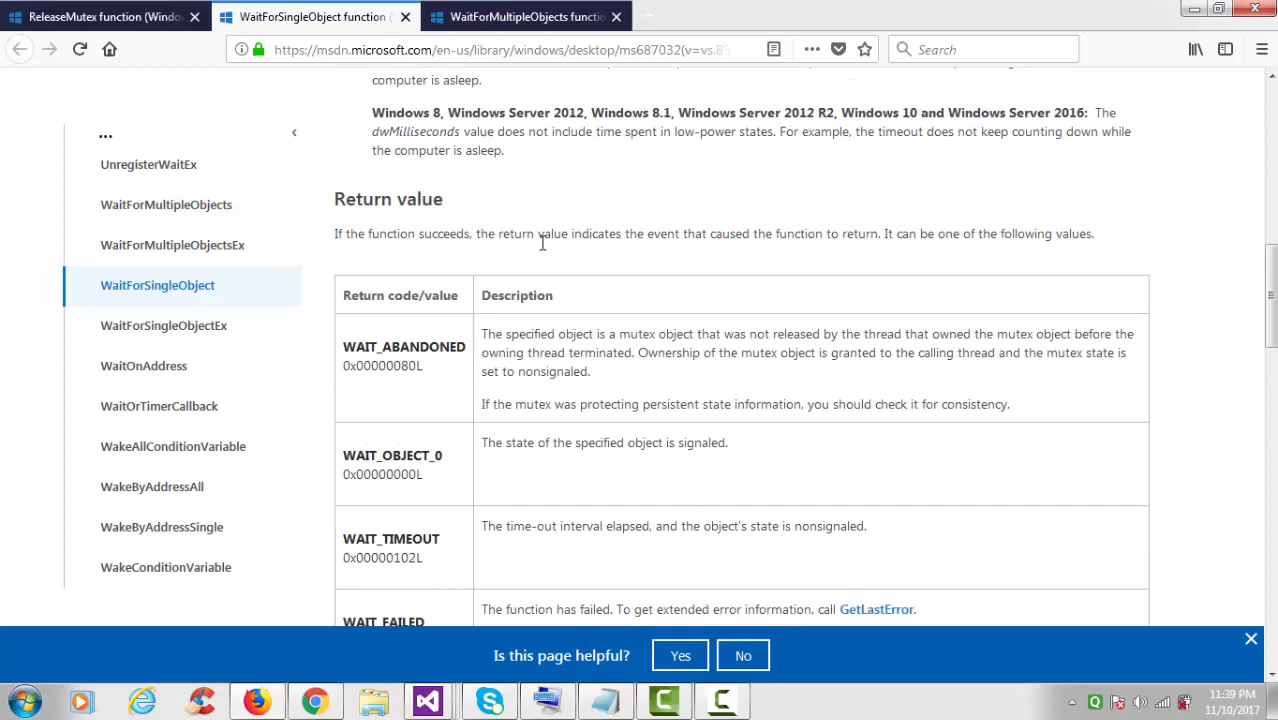 ReleaseMutex function (Windo
WaitForSingleObject function (
WaitForMultipleObjects functio
https://msdn.microsoft.com/en-us/library/windows/desktop/ms687032(v=vs.85
Search
computer is asleep.
Windows 8, Windows Server 2012, Windows 8.1, Windows Server 2012 R2, Windows 10 and Windows Server 2016: The
dwMilliseconds value does not include time spent in low-power states. For example, the timeout does not keep counting down while
the computer is asleep.
...
UnregisterWaitEx
WaitForMultipleObjects
WaitForMultipleObjectsEx
WaitForSingleObject
WaitForSingleObjectEx
WaitOnAddress
WaitOrTimerCallback
WakeAllConditionVariable
WakeByAddressAll
WakeByAddressSingle
WakeConditionVariable
Return value
If the function succeeds, the return value indicates the event that caused the function to return. It can be one of the following values.
Return code/value
Description
WAIT_ABANDONED
0x00000080L
The specified object is a mutex object that was not released by the thread that owned the mutex object before the
owning thread terminated. Ownership of the mutex object is granted to the calling thread and the mutex state is
set to nonsignaled.
If the mutex was protecting persistent state information, you should check it for consistency.
WAIT_OBJECT_0
0x00000000L
The state of the specified object is signaled.
WAIT_TIMEOUT
0x00000102L
The time-out interval elapsed, and the object's state is nonsignaled.
WAIT_FAILED
The function has failed. To get extended error information, call GetLastError.
Is this page helpful?
Yes
No
11:39 PM
11/10/2017